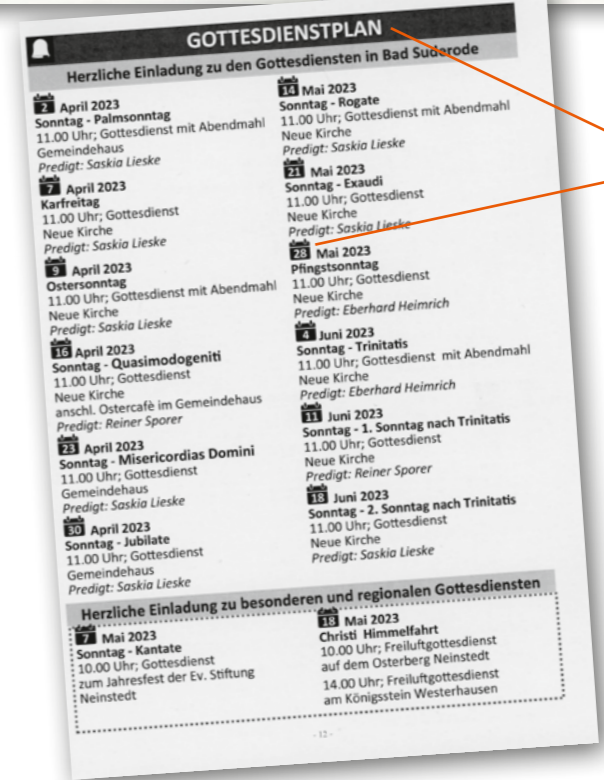 GOTTESDIENSTPLAN
Herzliche Einladung zu den Gottesdiensten in Bad Suderode
2 April 2023
Sonntag - Palmsonntag
11.00 Uhr; Gottesdienst mit Abendmahl
Gemeindehaus
Predigt: Saskia Lieske
7 April 2023
Karfreitag
11.00 Uhr; Gottesdienst
Neue Kirche
Predigt: Saskia Lieske
9 April 2023
Ostersonntag
11.00 Uhr; Gottesdienst mit Abendmahl
Neue Kirche
Predigt: Saskia Lieske
16 April 2023
Sonntag - Quasimodogeniti
11.00 Uhr; Gottesdienst
Neue Kirche
anschl. Ostercafè im Gemeindehaus
Predigt: Reiner Sporer
23 April 2023
Sonntag - Misericordias Domini
11.00 Uhr; Gottesdienst
Gemeindehaus
Predigt: Saskia Lieske
30 April 2023
Sonntag - Jubilate
11.00 Uhr; Gottesdienst
Gemeindehaus
Predigt: Saskia Lieske
14 Mai 2023
Sonntag - Rogate
11.00 Uhr; Gottesdienst mit Abendmahl
Neue Kirche
Predigt: Saskia Lieske
21 Mai 2023
Sonntag - Exaudi
11.00 Uhr; Gottesdienst
Neue Kirche
Predigt: Saskia Lieske
28 Mai 2023
Pfingstsonntag
11.00 Uhr; Gottesdienst
Neue Kirche
Predigt: Eberhard Heimrich
4 Juni 2023
Sonntag - Trinitatis
11.00 Uhr; Gottesdienst mit Abendmahl
Neue Kirche
Predigt: Eberhard Heimrich
11 Juni 2023
Sonntag - 1. Sonntag nach Trinitatis
11.00 Uhr; Gottesdienst
Neue Kirche
Predigt: Reiner Sporer
18 Juni 2023
Sonntag - 2. Sonntag nach Trinitatis
11.00 Uhr; Gottesdienst
Neue Kirche
Predigt: Saskia Lieske
Herzliche Einladung zu besonderen und regionalen Gottesdiensten
7 Mai 2023
Sonntag - Kantate
10.00 Uhr; Gottesdienst
zum Jahresfest der Ev. Stiftung
Neinstedt
18 Mai 2023
Christi Himmelfahrt
10.00 Uhr; Freiluftgottesdienst
auf dem Osterberg Neinstedt
14.00 Uhr; Freiluftgottesdienst
am Königsstein Westerhausen
- 12 -